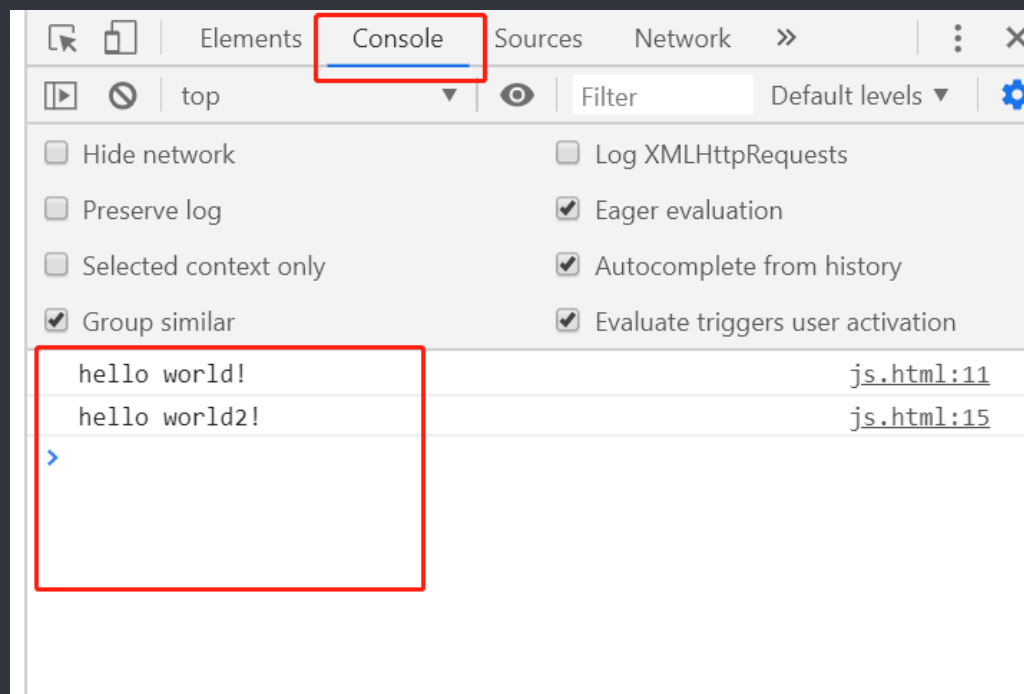 Elements Console Sources Network
top Filter Default levels
Hide network Log XMLHttpRequests
Preserve log Eager evaluation
Selected context only Autocomplete from history
Group similar Evaluate triggers user activation
hello world! js.html:11
hello world2! js.html:15